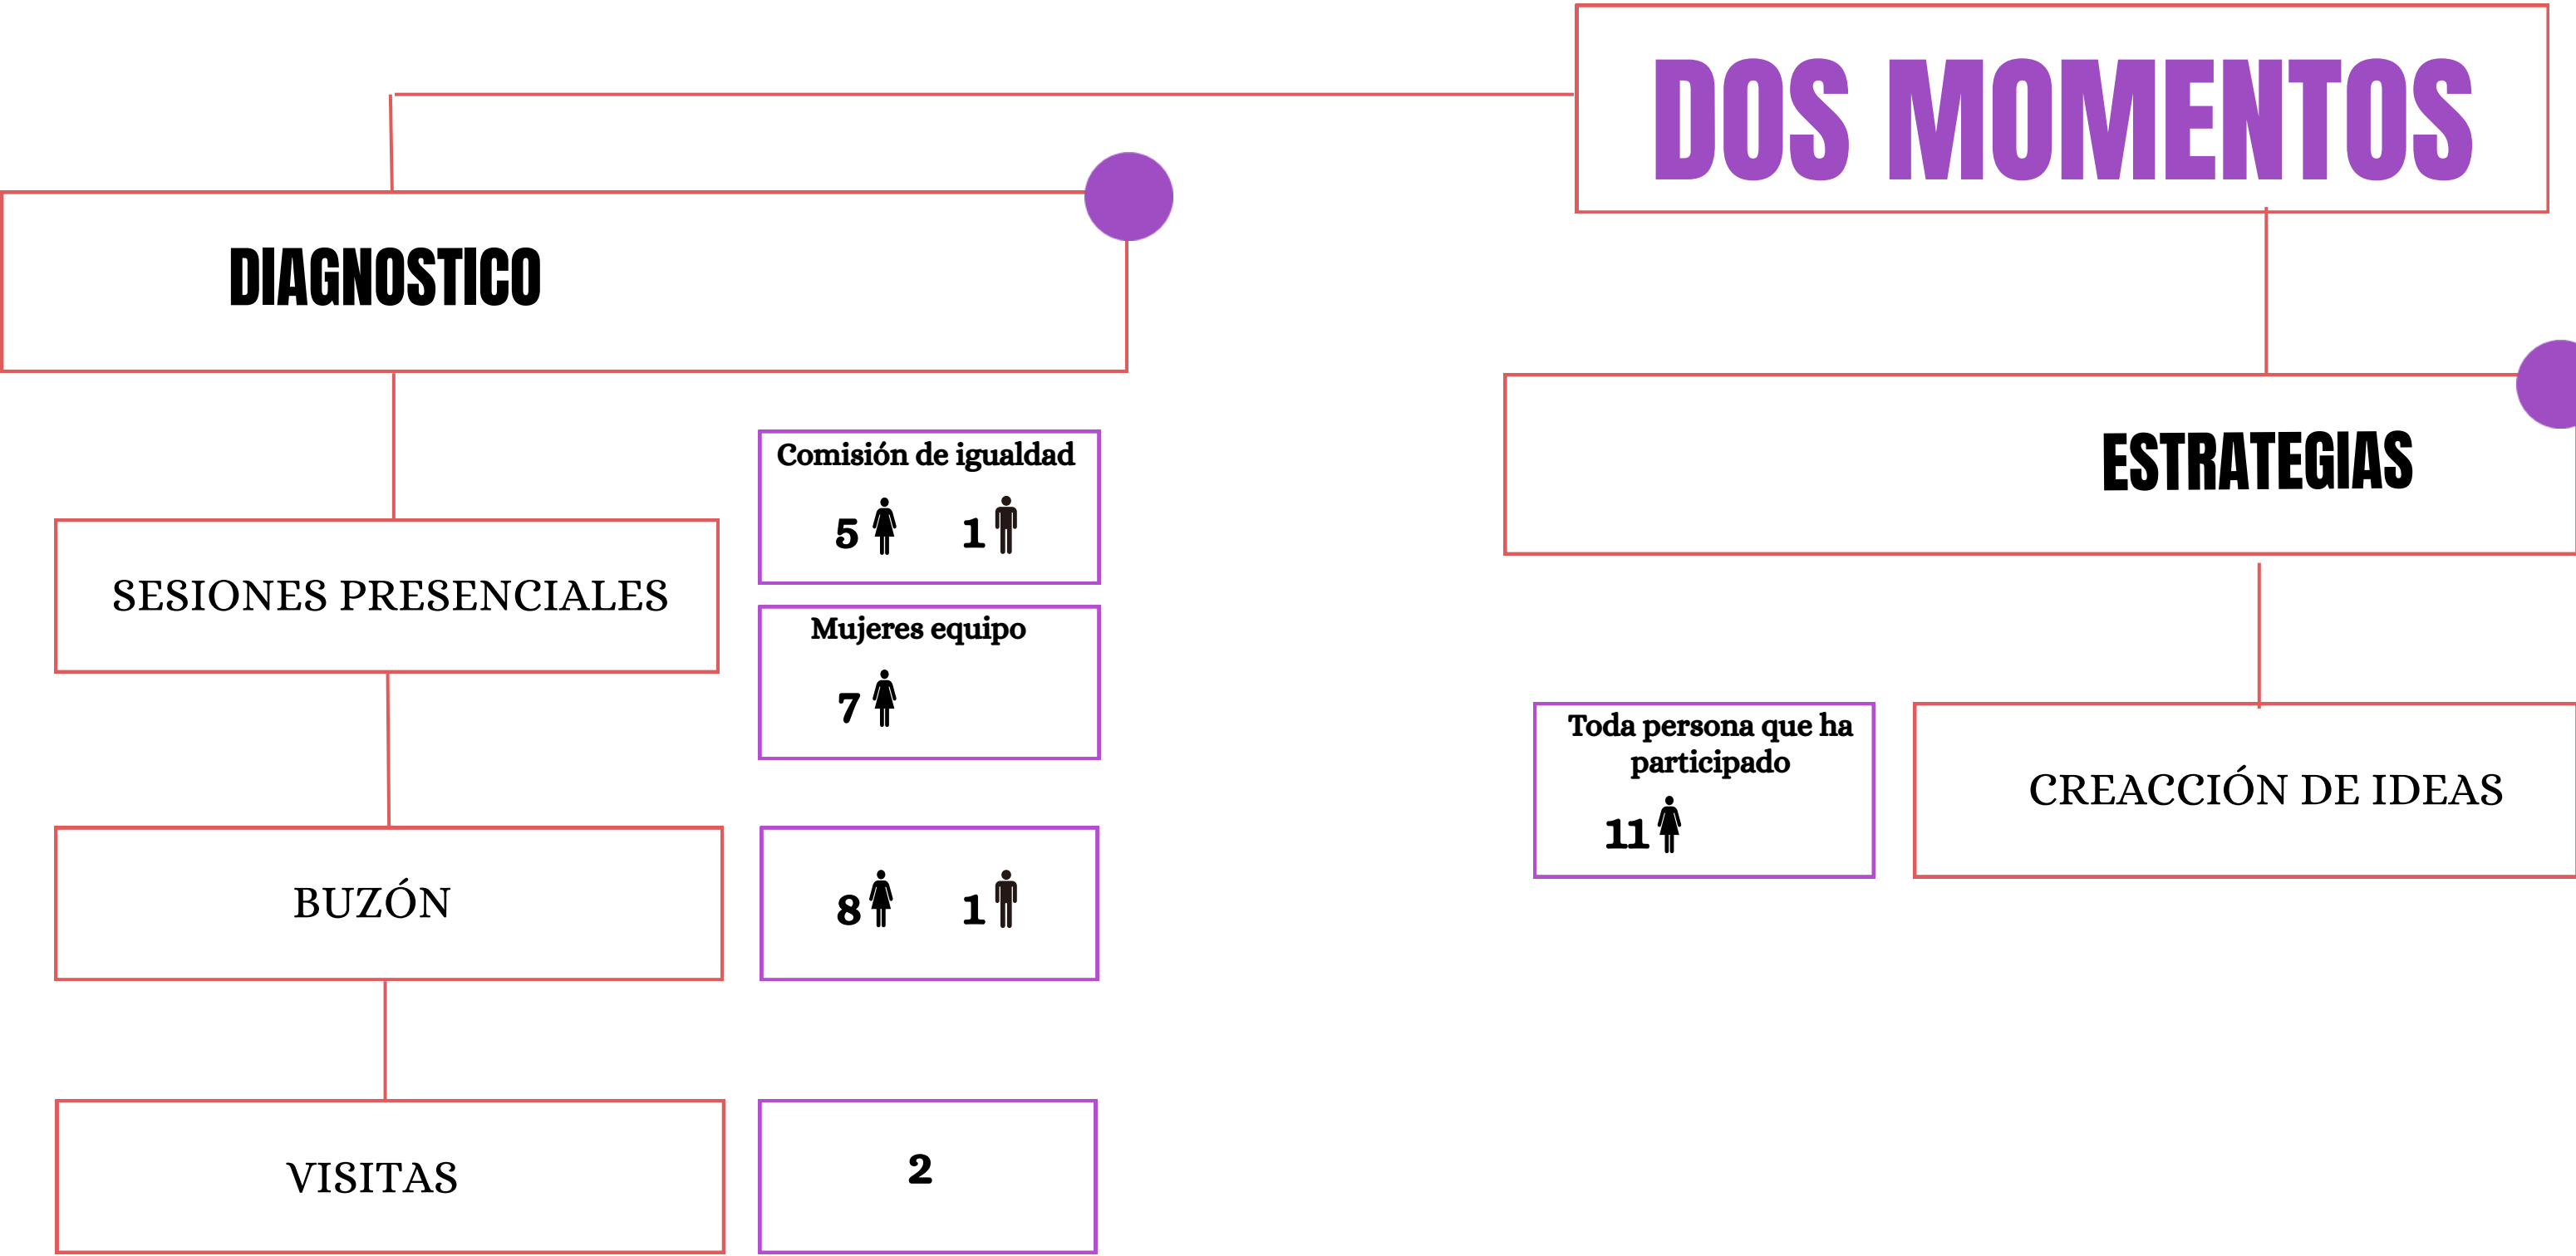 DOS MOMENTOS
DIAGNOSTICO
SESIONES PRESENCIALES
Comisión de igualdad
5 1
Mujeres equipo
7
BUZÓN
8 1
VISITAS
2
ESTRATEGIAS
Toda persona que ha
participado
11
CREACCIÓN DE IDEAS